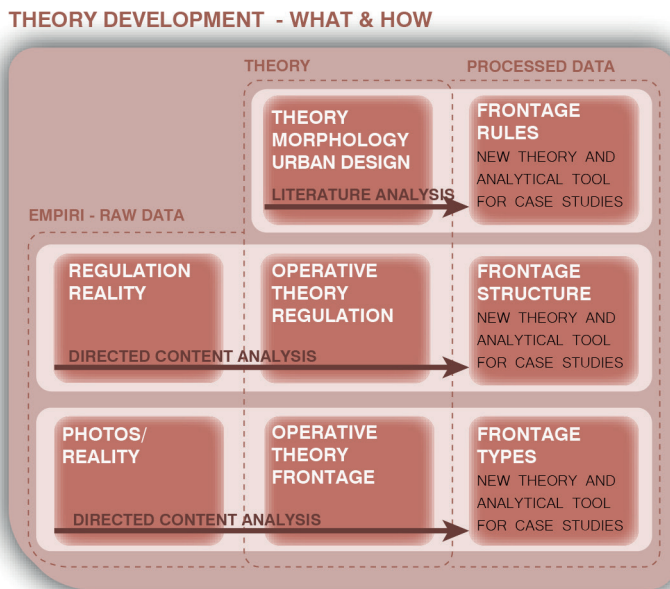 THEORY DEVELOPMENT - WHAT & HOW
THEORY
PROCESSED DATA
THEORY
MORPHOLOGY
URBAN DESIGN
LITERATURE ANALYSIS
FRONTAGE
RULES
NEW THEORY AND
ANALYTICAL TOOL
FOR CASE STUDIES
EMPIRI - RAW DATA
REGULATION
REALITY
OPERATIVE
THEORY
REGULATION
DIRECTED CONTENT ANALYSIS
FRONTAGE
STRUCTURE
NEW THEORY AND
ANALYTICAL TOOL
FOR CASE STUDIES
PHOTOS/
REALITY
OPERATIVE
THEORY
FRONTAGE
DIRECTED CONTENT ANALYSIS
FRONTAGE
TYPES
NEW THEORY AND
ANALYTICAL TOOL
FOR CASE STUDIES